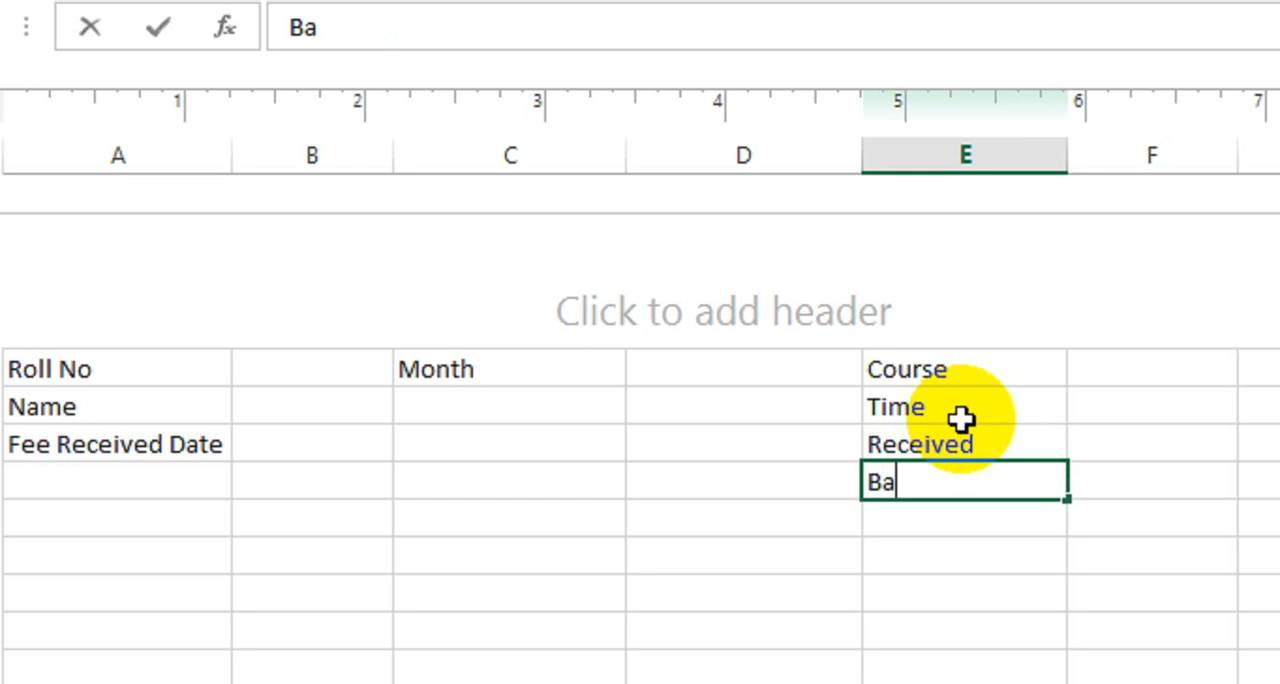 fx Ba
1 2 3 4 5 6 7
A B C D E F
Click to add header
Roll No Month Course
Name Time
Fee Received Date Received
Ba